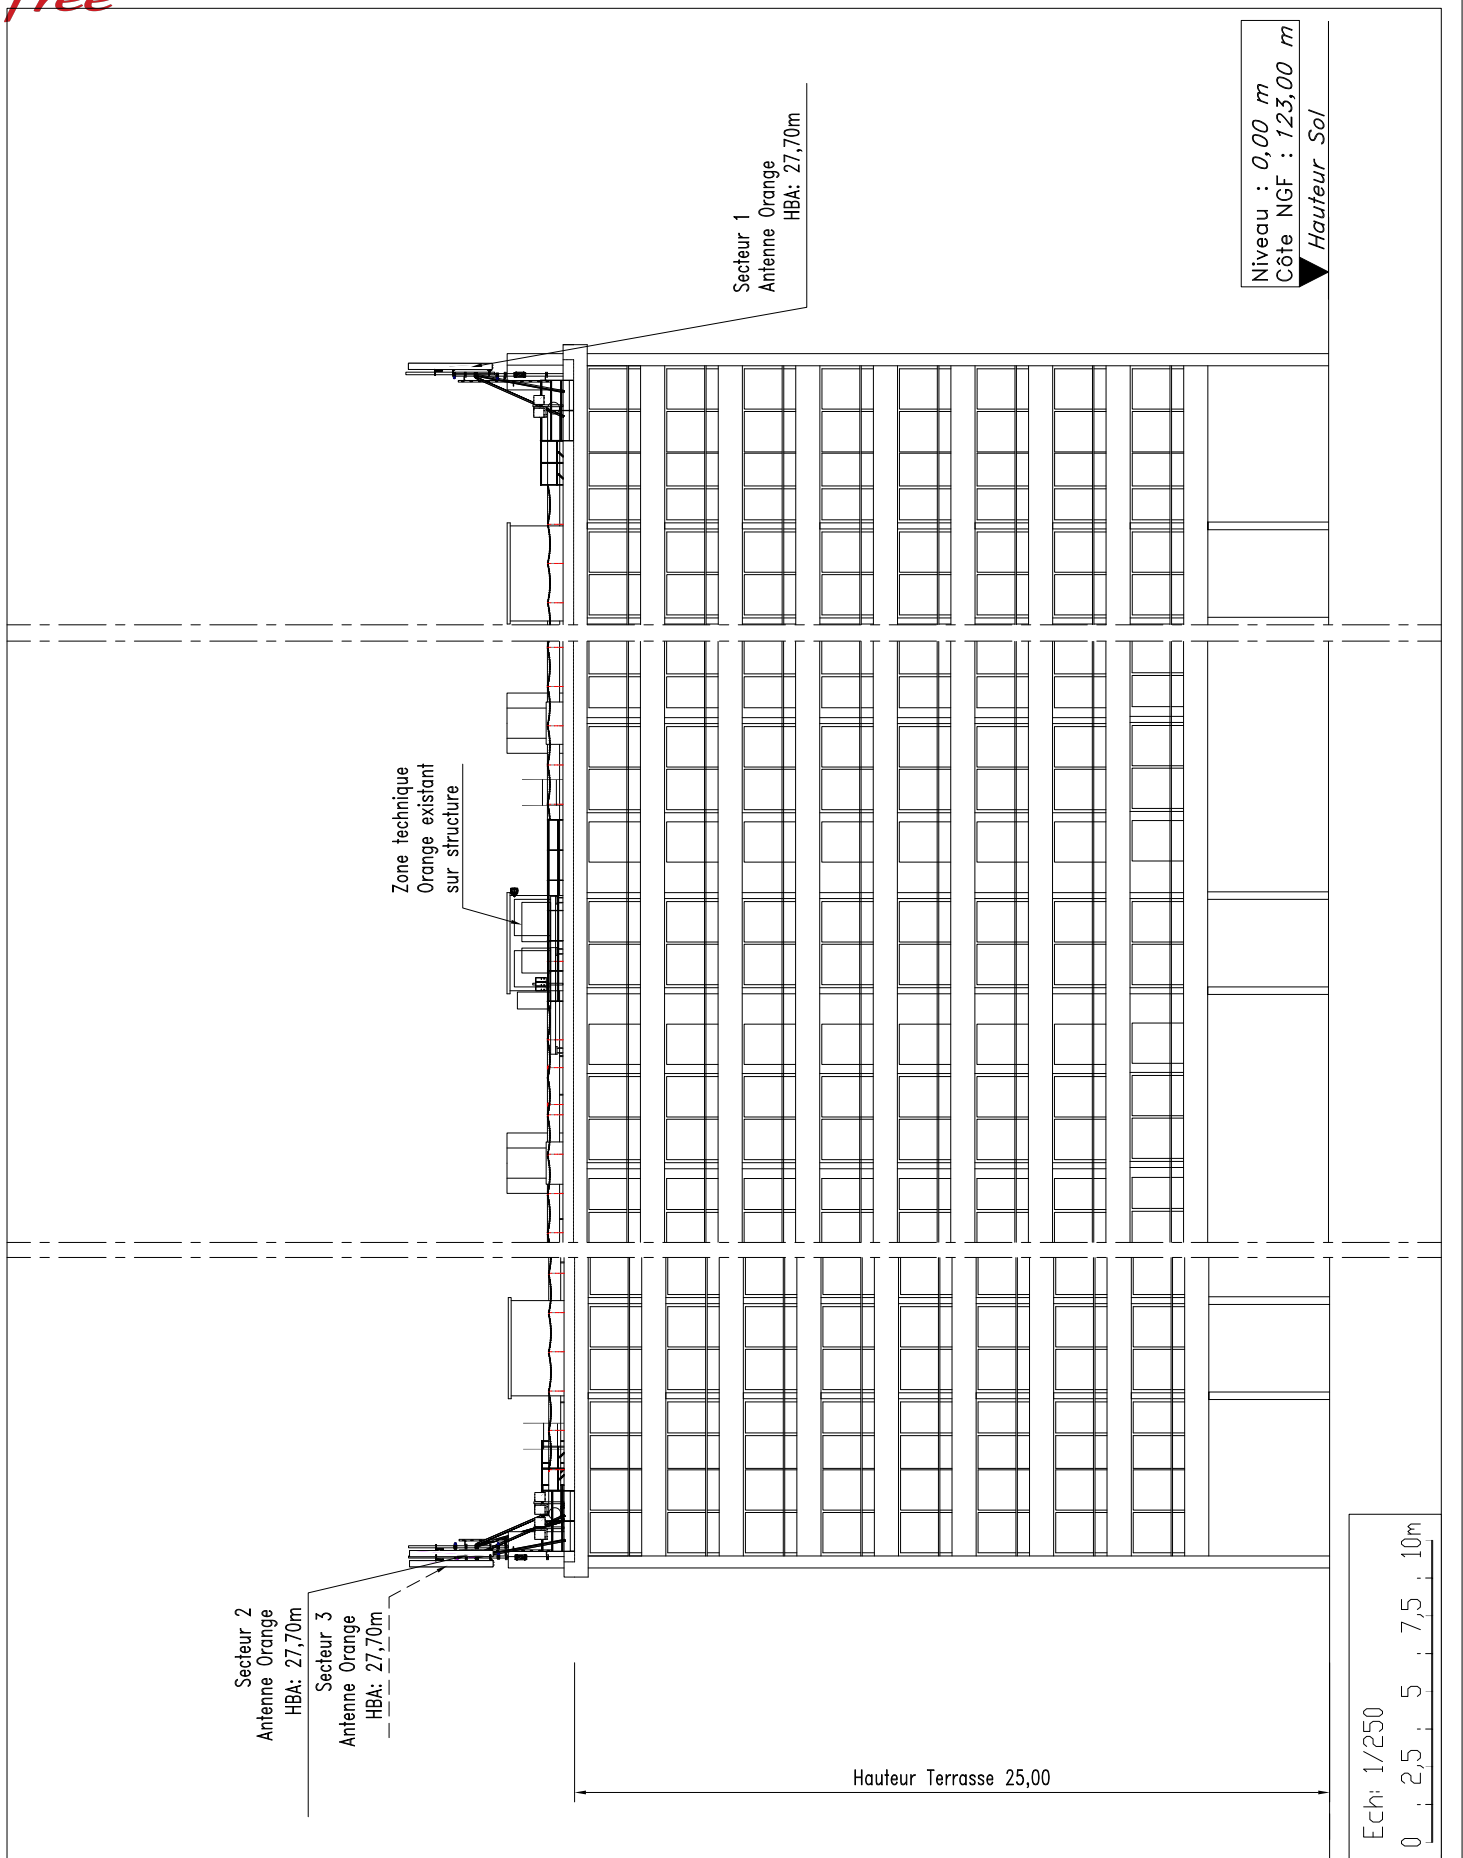 free
Secteur 2
Antenne Orange
HBA: 27,70m
Secteur 3
Antenne Orange
HBA: 27,70m
Zone technique
Orange existant
sur structure
Secteur 1
Antenne Orange
HBA: 27,70m
Niveau : 0,00 m
Côte NGF : 123,00 m
Hauteur Sol
Hauteur Terrasse 25,00
Ech: 1/250
0 2,5 5 7,5 10m